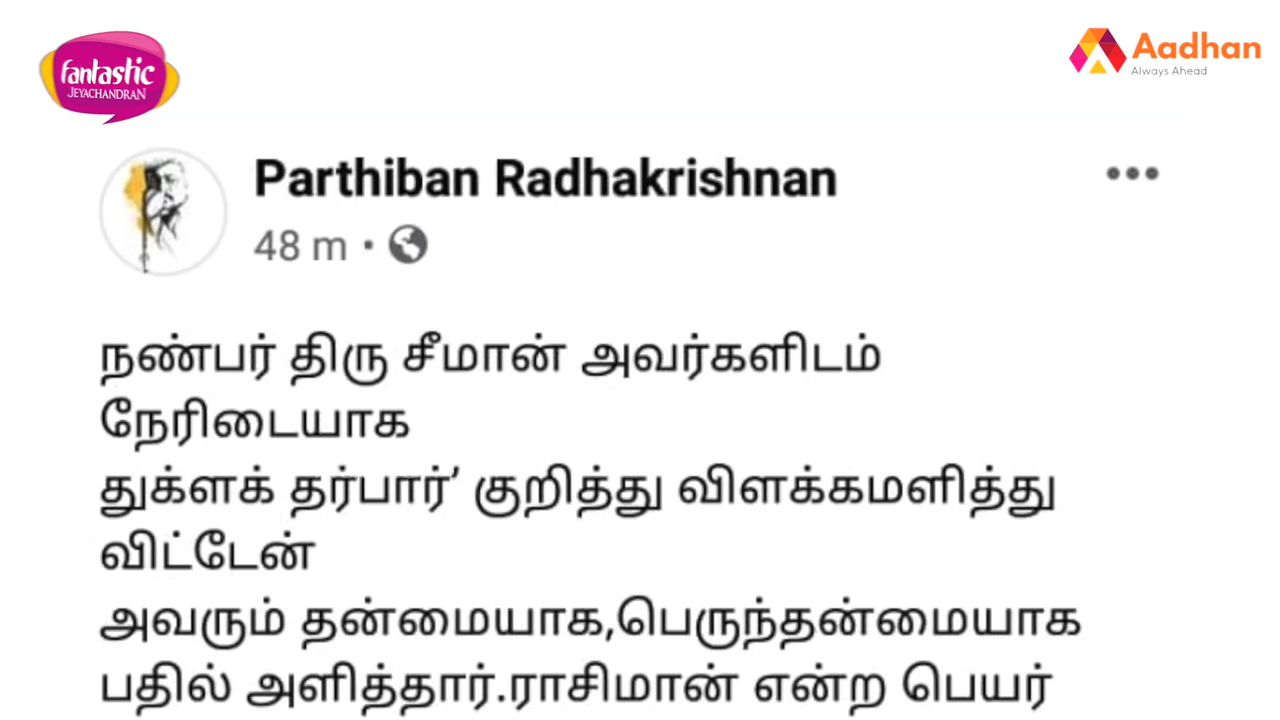 fantastic
JEYACHANDRAN
Aadhan
Always Ahead
Parthiban Radhakrishnan
48 m •
நண்பர் திரு சீமான் அவர்களிடம்
நேரிடையாக
துக்ளக் தர்பார்’ குறித்து விளக்கமளித்து
விட்டேன்
அவரும் தன்மையாக,பெருந்தன்மையாக
பதில் அளித்தார்.ராசிமான் என்ற பெயர்